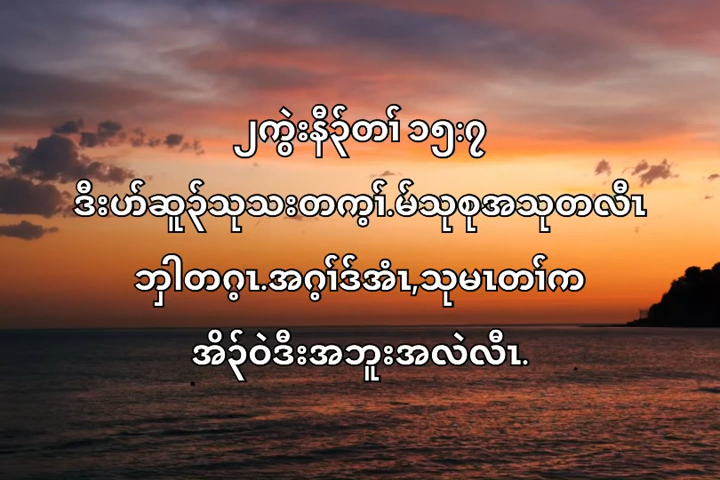 ၂ကွဲးနီၣ်တၢ် ၁၅:၇
ဒီးဟ်ဆူၣ်သုသးတက့ၢ်.မ်သုစုအသုတလီၤ
ဘှါတဂ့ၤ.အဂ့ၢ်ဒ်အံၤ,သုမၤတၢ်က
အိၣ်ဝဲဒီးအဘူးအလဲလီၤ.